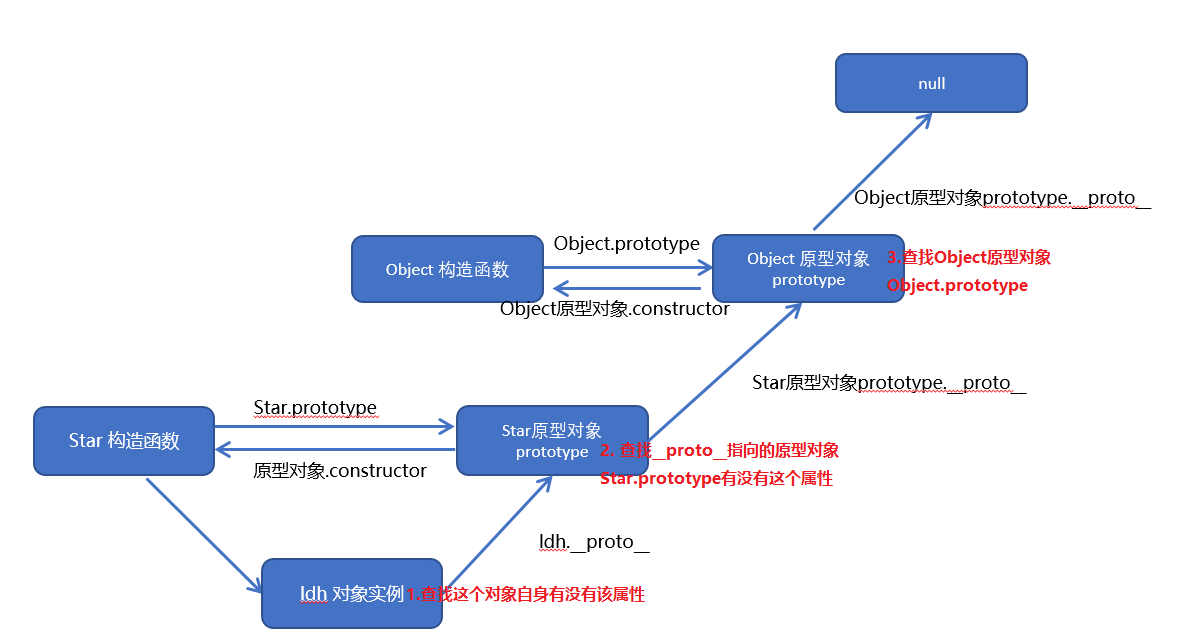 null
Object原型对象prototype.__proto__
Object.prototype
Object 构造函数
Object 原型对象
prototype
3.查找Object原型对象
Object.prototype
Object原型对象.constructor
Star原型对象prototype.__proto__
Star.prototype
Star 构造函数
Star原型对象
prototype
2. 查找__proto__指向的原型对象
Star.prototype有没有这个属性
原型对象.constructor
ldh.__proto__
ldh 对象实例
1.查找这个对象自身有没有该属性